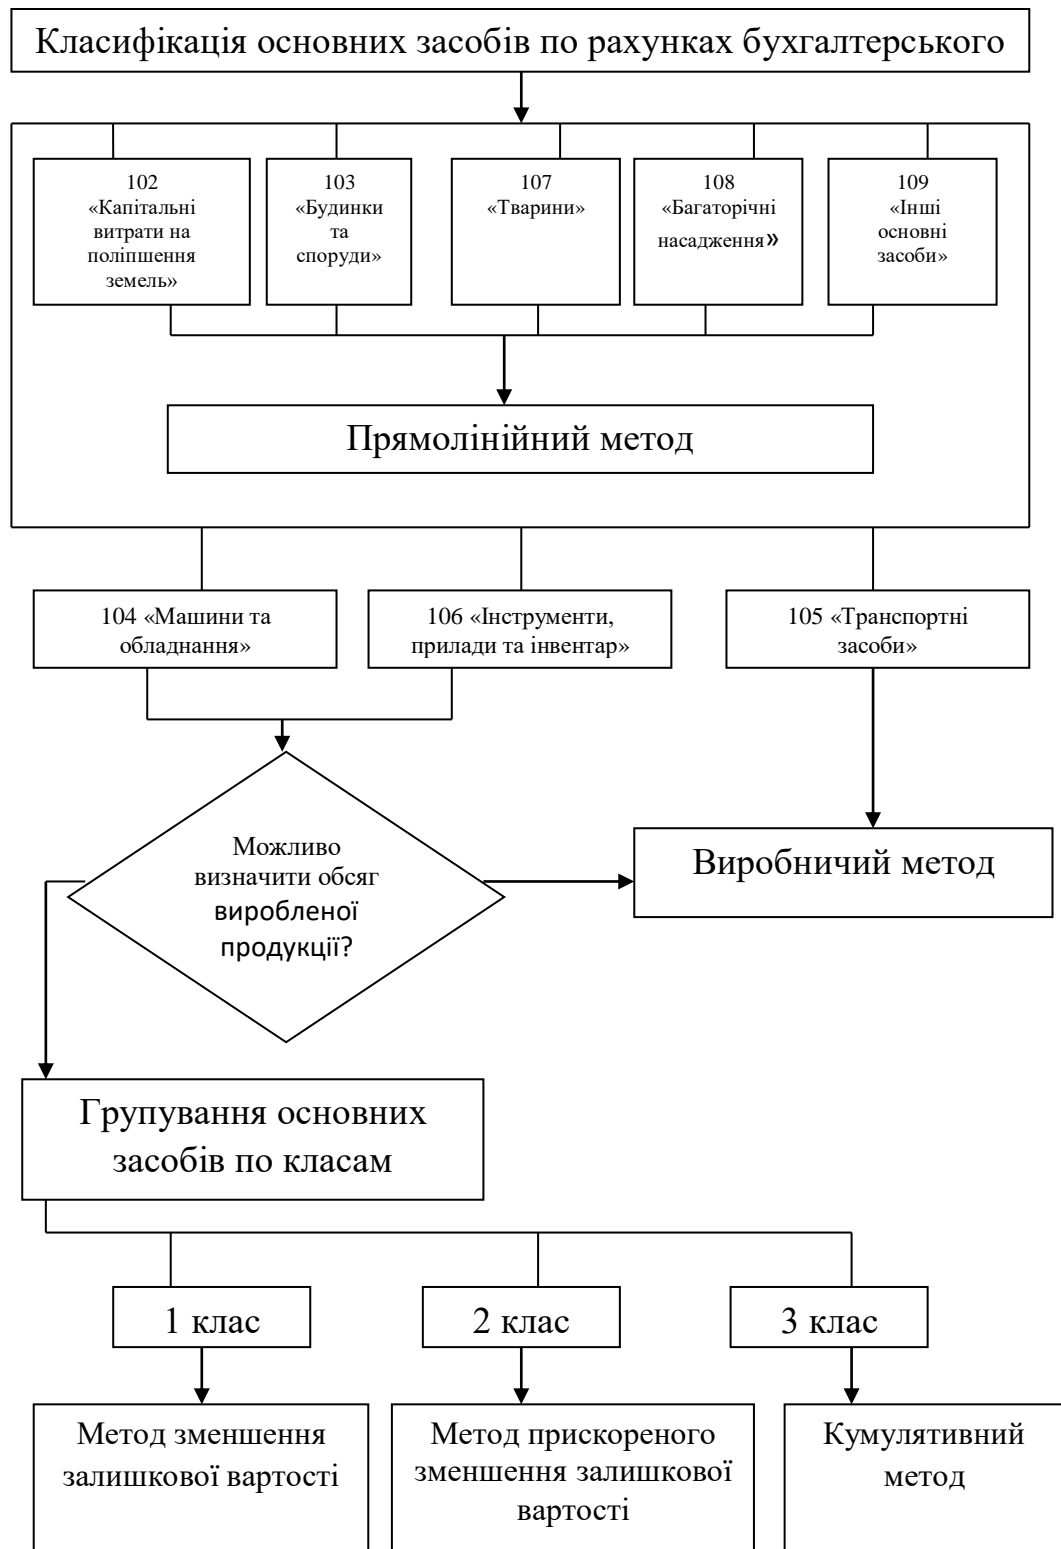 Класифікація основних засобів по рахунках бухгалтерського
102
«Капітальні
витрати на
поліпшення
земель»
103
«Будинки
та
споруди»
107
«Тварини»
108
«Багаторічні
насадження»
109
«Інші
основні
засоби»
Прямолінійний метод
104 «Машини та
обладнання»
106 «Інструменти,
прилади та інвентар»
105 «Транспортні
засоби»
Можливо
визначити обсяг
виробленої
продукції?
Виробничий метод
Групування основних
засобів по класам
1 клас
2 клас
3 клас
Метод зменшення
залишкової вартості
Метод прискореного
зменшення залишкової
вартості
Кумулятивний
метод